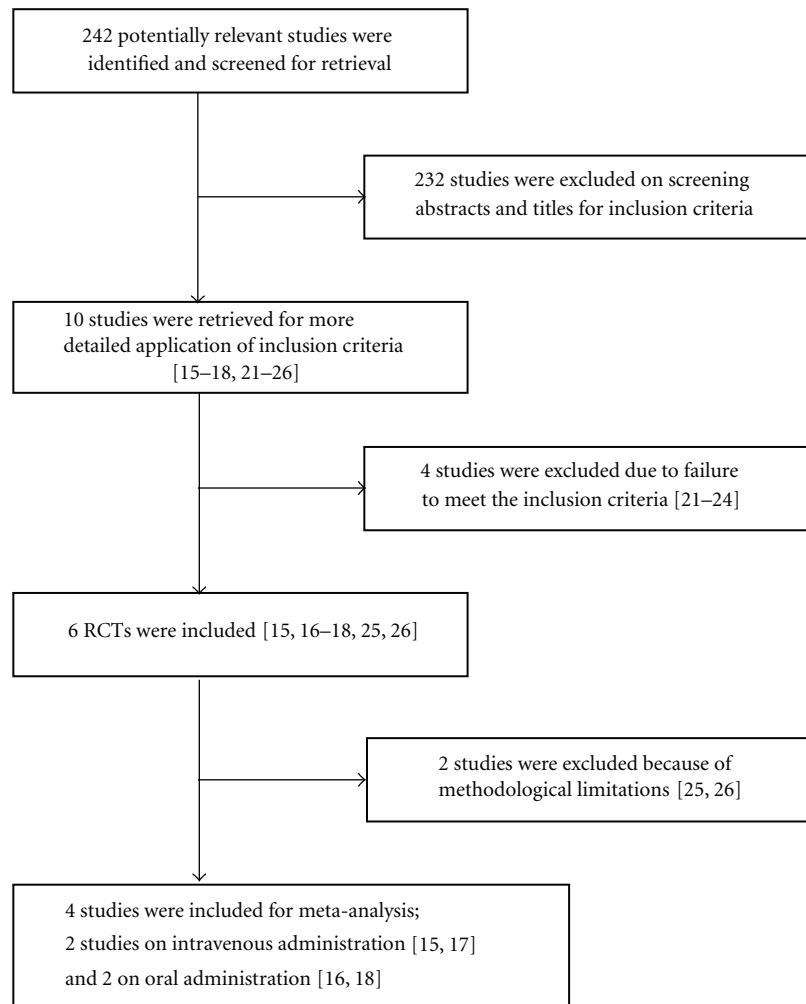 242 potentially relevant studies were
identified and screened for retrieval
232 studies were excluded on screening
abstracts and titles for inclusion criteria
10 studies were retrieved for more
detailed application of inclusion criteria
[15–18, 21–26]
4 studies were excluded due to failure
to meet the inclusion criteria [21–24]
6 RCTs were included [15, 16–18, 25, 26]
2 studies were excluded because of
methodological limitations [25, 26]
4 studies were included for meta-analysis;
2 studies on intravenous administration [15, 17]
and 2 on oral administration [16, 18]